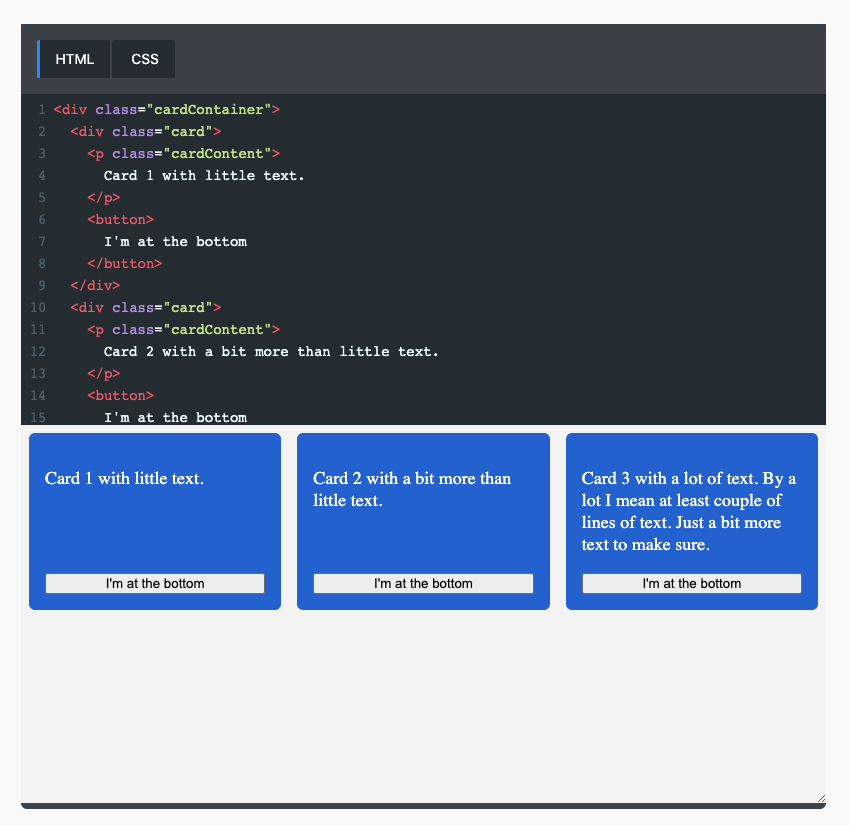 HTML CSS
1 <div class="cardContainer">
2   <div class="card">
3     <p class="cardContent">
4       Card 1 with little text.
5     </p>
6     <button>
7       I'm at the bottom
8     </button>
9   </div>
10   <div class="card">
11     <p class="cardContent">
12       Card 2 with a bit more than little text.
13     </p>
14     <button>
15       I'm at the bottom
Card 1 with little text.
I'm at the bottom
Card 2 with a bit more than
little text.
I'm at the bottom
Card 3 with a lot of text. By a
lot I mean at least couple of
lines of text. Just a bit more
text to make sure.
I'm at the bottom